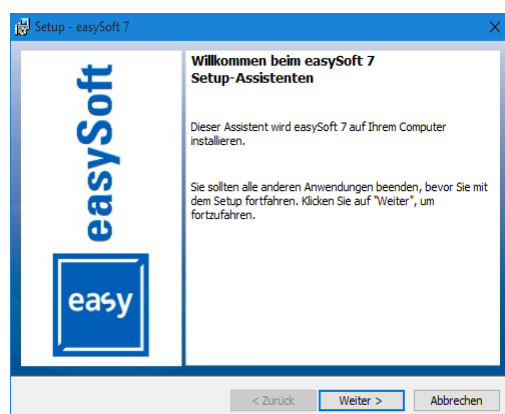 Setup - easySoft 7
easySoft
easy
Willkommen beim easySoft 7
Setup-Assistenten
Dieser Assistent wird easySoft 7 auf Ihrem Computer
installieren.
Sie sollten alle anderen Anwendungen beenden, bevor Sie mit
dem Setup fortfahren. Klicken Sie auf "Weiter", um
fortzufahren.
< Zurück Weiter > Abbrechen